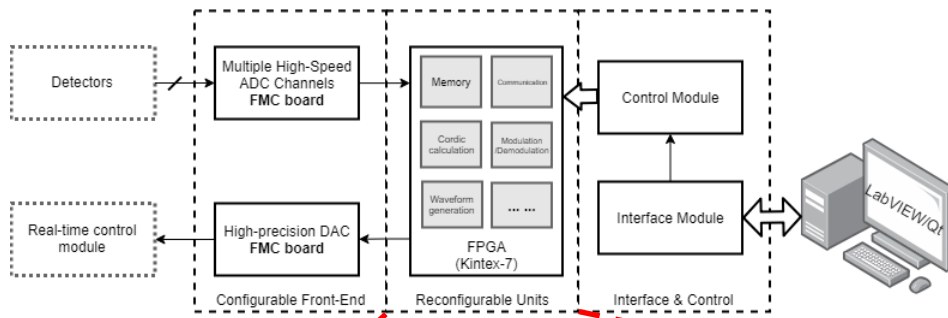 Detectors
Multiple High-Speed
ADC Channels
FMC board
Memory
Communication
Control Module
Cordic
calculation
Modulation
/Demodulation
Waveform
generation
... ...
Real-time control
module
High-precision DAC
FMC board
FPGA
(Kintex-7)
Interface Module
LabVIEW/Qt
Configurable Front-End
Reconfigurable Units
Interface & Control